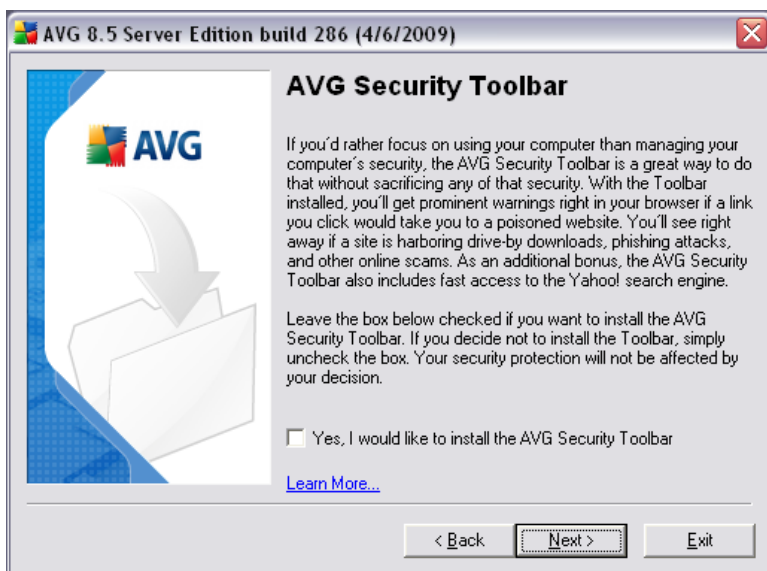 AVG 8.5 Server Edition build 286 (4/6/2009)
AVG
AVG Security Toolbar
If you'd rather focus on using your computer than managing your
computer's security, the AVG Security Toolbar is a great way to do
that without sacrificing any of that security. With the Toolbar
installed, you'll get prominent warnings right in your browser if a link
you click would take you to a poisoned website. You'll see right
away if a site is harboring drive-by downloads, phishing attacks,
and other online scams. As an additional bonus, the AVG Security
Toolbar also includes fast access to the Yahoo! search engine.
Leave the box below checked if you want to install the AVG
Security Toolbar. If you decide not to install the Toolbar, simply
uncheck the box. Your security protection will not be affected by
your decision.
Yes, I would like to install the AVG Security Toolbar
Learn More...
< Back
Next >
Exit